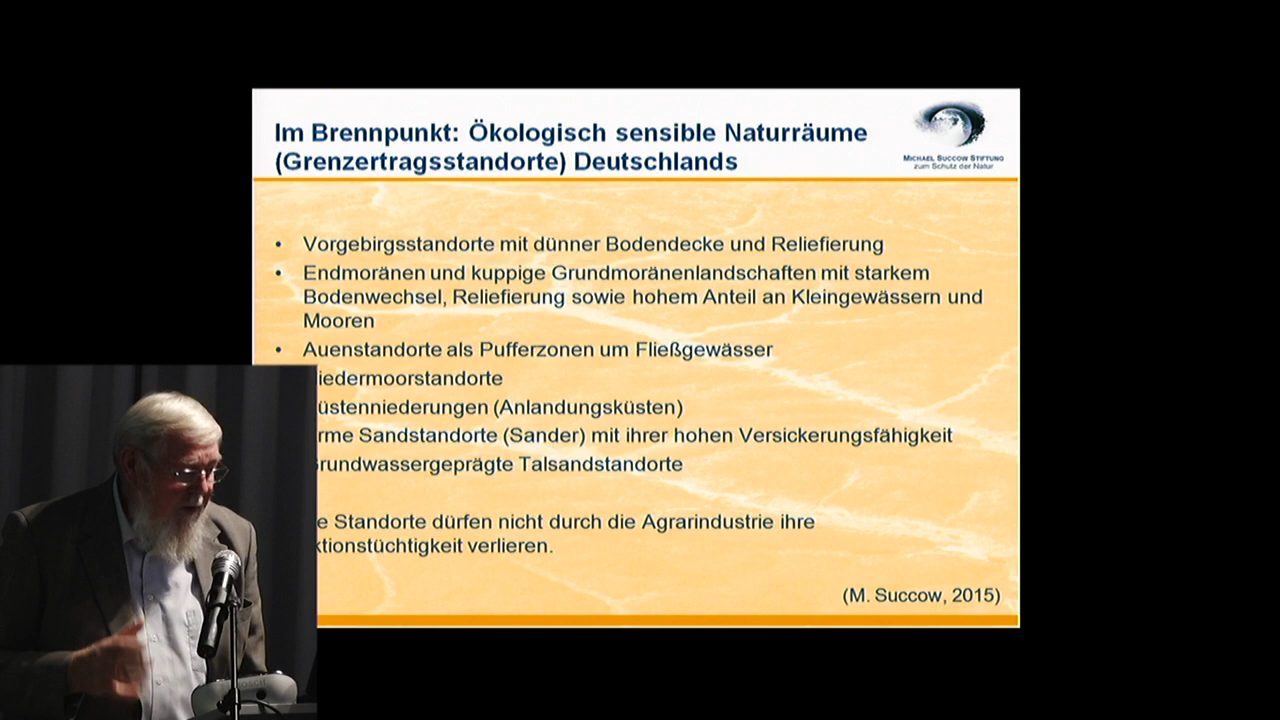 Im Brennpunkt: Ökologisch sensible Naturräume
(Grenzertragsstandorte) Deutschlands
MICHAEL SUCCOW STIFTUNG
zum Schutz der Natur
• Vorgebirgsstandorte mit dünner Bodendecke und Reliefierung
• Endmoränen und kuppige Grundmoränenlandschaften mit starkem
Bodenwechsel, Reliefierung sowie hohem Anteil an Kleingewässern und
Mooren
• Auenstandorte als Pufferzonen um Fließgewässer
iedermoorstandorte
üstenniederungen (Anlandungsküsten)
rme Sandstandorte (Sander) mit ihrer hohen Versickerungsfähigkeit
rundwassergeprägte Talsandstandorte
e Standorte dürfen nicht durch die Agrarindustrie ihre
ktionstüchtigkeit verlieren.
(M. Succow, 2015)